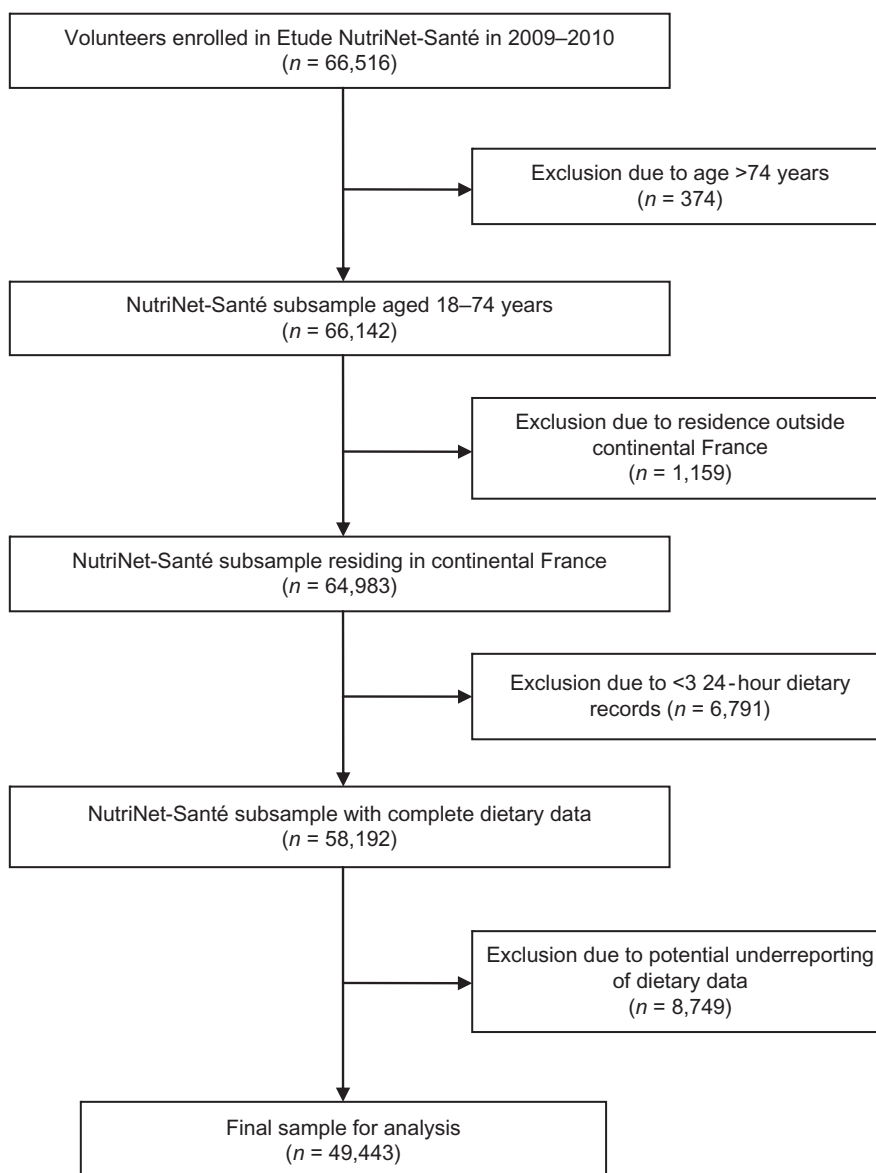 Volunteers enrolled in Etude NutriNet-Santé in 2009–2010
(n = 66,516)
Exclusion due to age >74 years
(n = 374)
NutriNet-Santé subsample aged 18–74 years
(n = 66,142)
Exclusion due to residence outside
continental France
(n = 1,159)
NutriNet-Santé subsample residing in continental France
(n = 64,983)
Exclusion due to <3 24-hour dietary
records (n = 6,791)
NutriNet-Santé subsample with complete dietary data
(n = 58,192)
Exclusion due to potential underreporting
of dietary data
(n = 8,749)
Final sample for analysis
(n = 49,443)